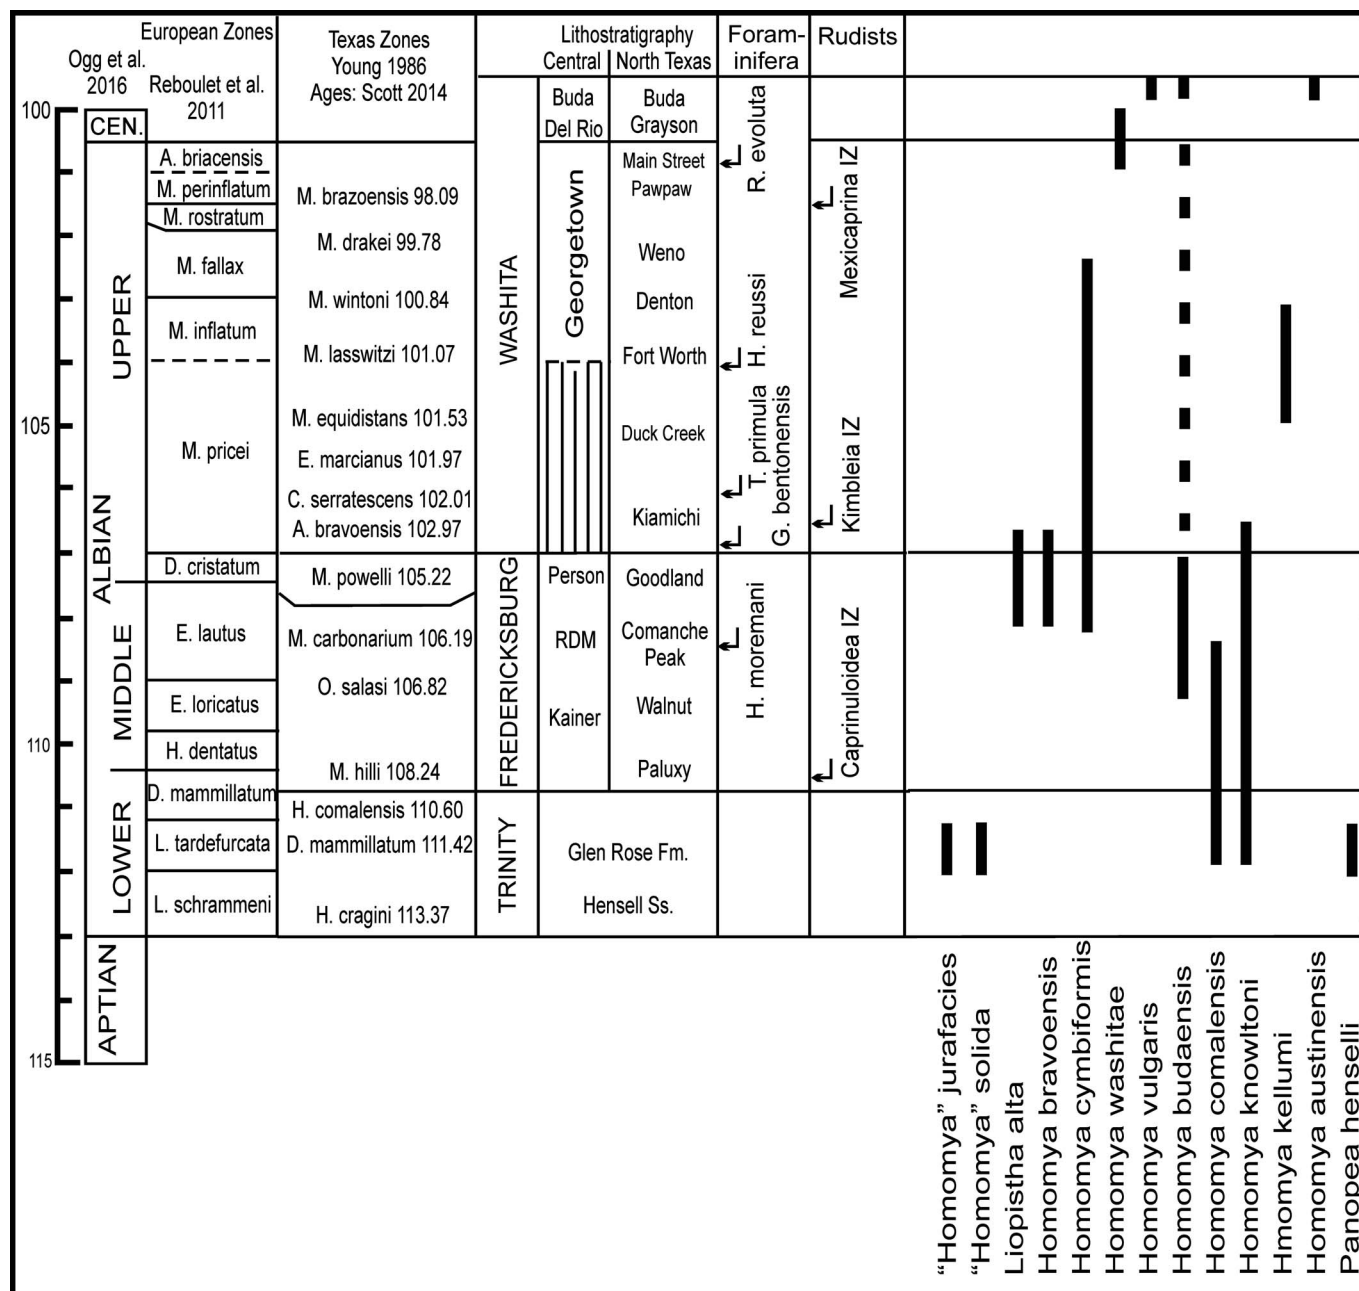 Ogg et al.
2016
European Zones
Reboulet et al.
2011
Texas Zones
Young 1986
Ages: Scott 2014
Lithostratigraphy
Central
North Texas
Foram-
inifera
Rudists
100
105
110
115
CEN.
UPPER
ALBIAN
MIDDLE
LOWER
APTIAN
A. briacensis
M. perinflatum
M. rostratum
M. fallax
M. inflatum
M. pricei
D. cristatum
E. lautus
E. loricatus
H. dentatus
D. mammillatum
L. tardefurcata
L. schrammeni
M. brazoensis 98.09
M. drakei 99.78
M. wintoni 100.84
M. lasswitzi 101.07
M. equidistans 101.53
E. marcianus 101.97
C. serratescens 102.01
A. bravoensis 102.97
M. powelli 105.22
M. carbonarium 106.19
O. salasi 106.82
M. hilli 108.24
H. comalensis 110.60
D. mammillatum 111.42
H. cragini 113.37
WASHITA
FREDERICKSBURG
TRINITY
Buda
Del Rio
Georgetown
Person
RDM
Kainer
Buda
Grayson
Main Street
Pawpaw
Weno
Denton
Fort Worth
Duck Creek
Kiamichi
Goodland
Comanche
Peak
Walnut
Paluxy
Glen Rose Fm.
Hensell Ss.
R. evoluta
H. reussi
T. primula
G. bentonensis
H. moremani
Mexicaprina IZ
Kimbleia IZ
Caprinuloidea IZ
“Homomya” jurafacies
“Homomya” solida
Liopistha alta
Homomya bravoensis
Homomya cymbiformis
Homomya washitae
Homomya vulgaris
Homomya budaensis
Homomya comalensis
Homomya knowltoni
Hmomya kellumi
Homomya austinensis
Panopea henselli